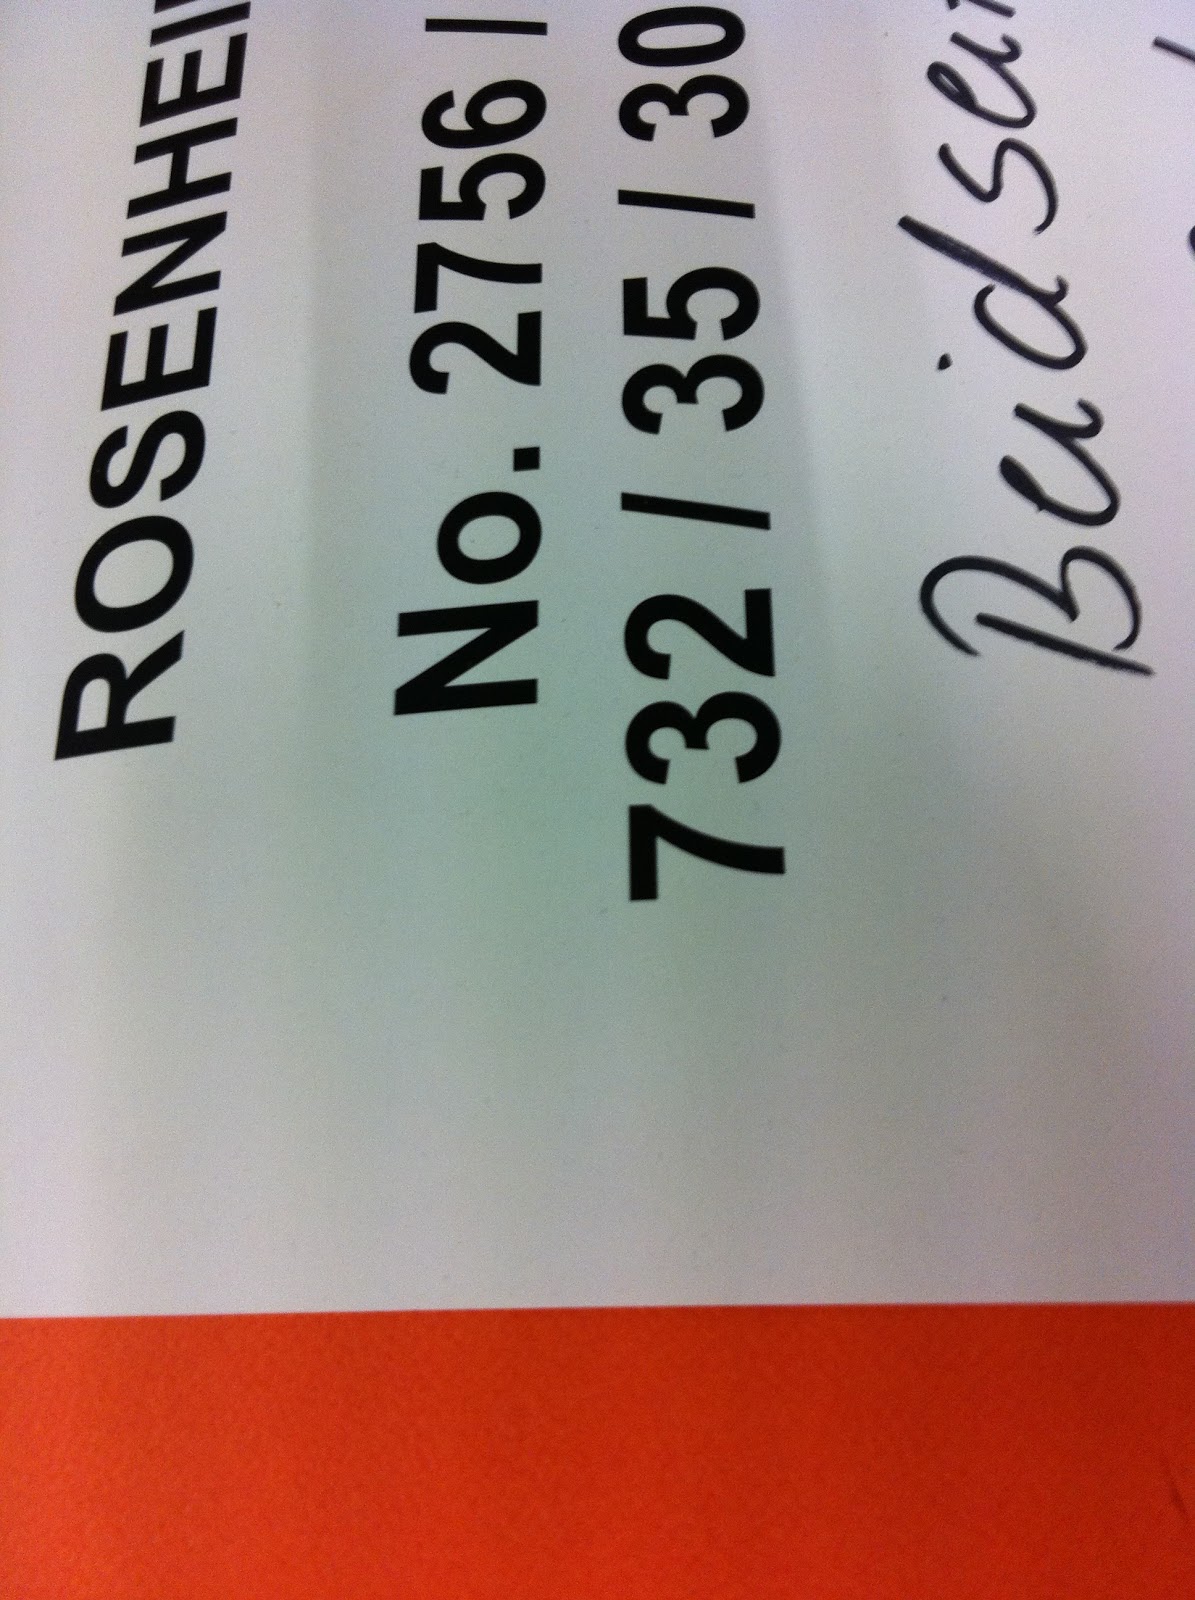 ROSENHEI
No. 2756 |
732 / 35 / 30
Beidsei